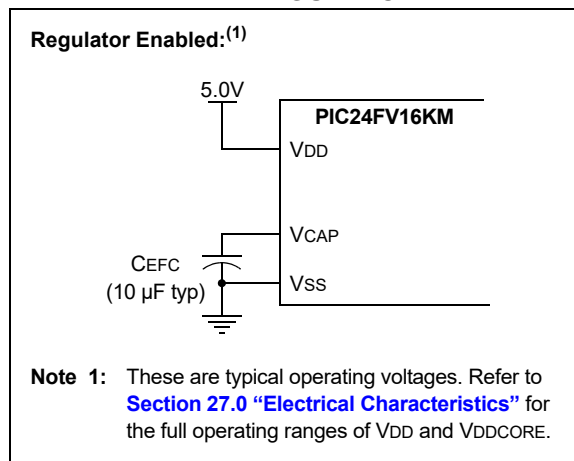 Regulator Enabled:(1)
5.0V
PIC24FV16KM
VDD
VCAP
CEFC
(10 µF typ)
VSS
Note 1: These are typical operating voltages. Refer to
Section 27.0 “Electrical Characteristics” for
the full operating ranges of VDD and VDDCORE.